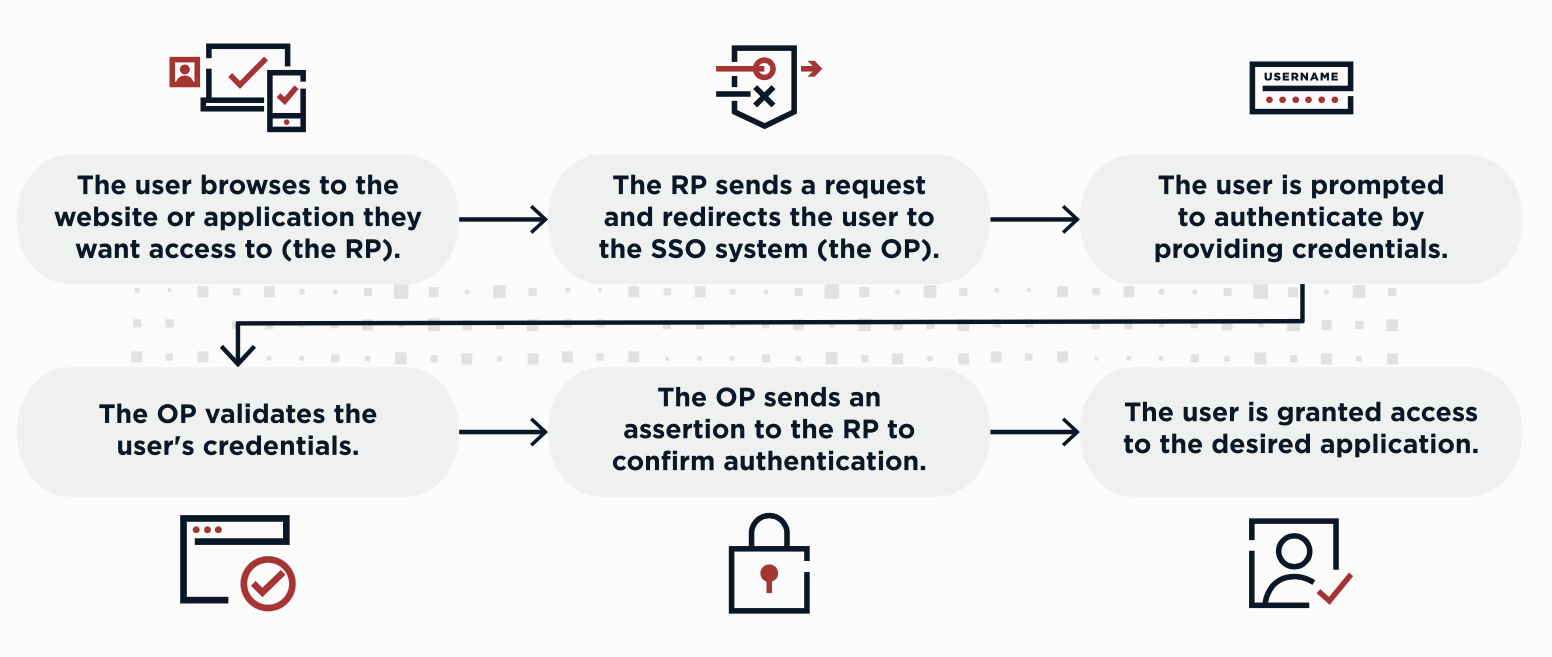 USERNAME
The user browses to the
website or application they
want access to (the RP).
The RP sends a request
and redirects the user to
the SSO system (the OP).
The user is prompted
to authenticate by
providing credentials.
The OP validates the
user's credentials.
The OP sends an
assertion to the RP to
confirm authentication.
The user is granted access
to the desired application.